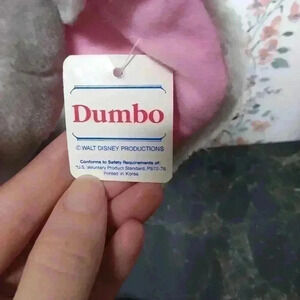 Dumbo
© WALT DISNEY PRODUCTIONS
Conforms to Safety Requirements of:
"U.S. Voluntary Product Standard, PS72-76
Printed in Korea